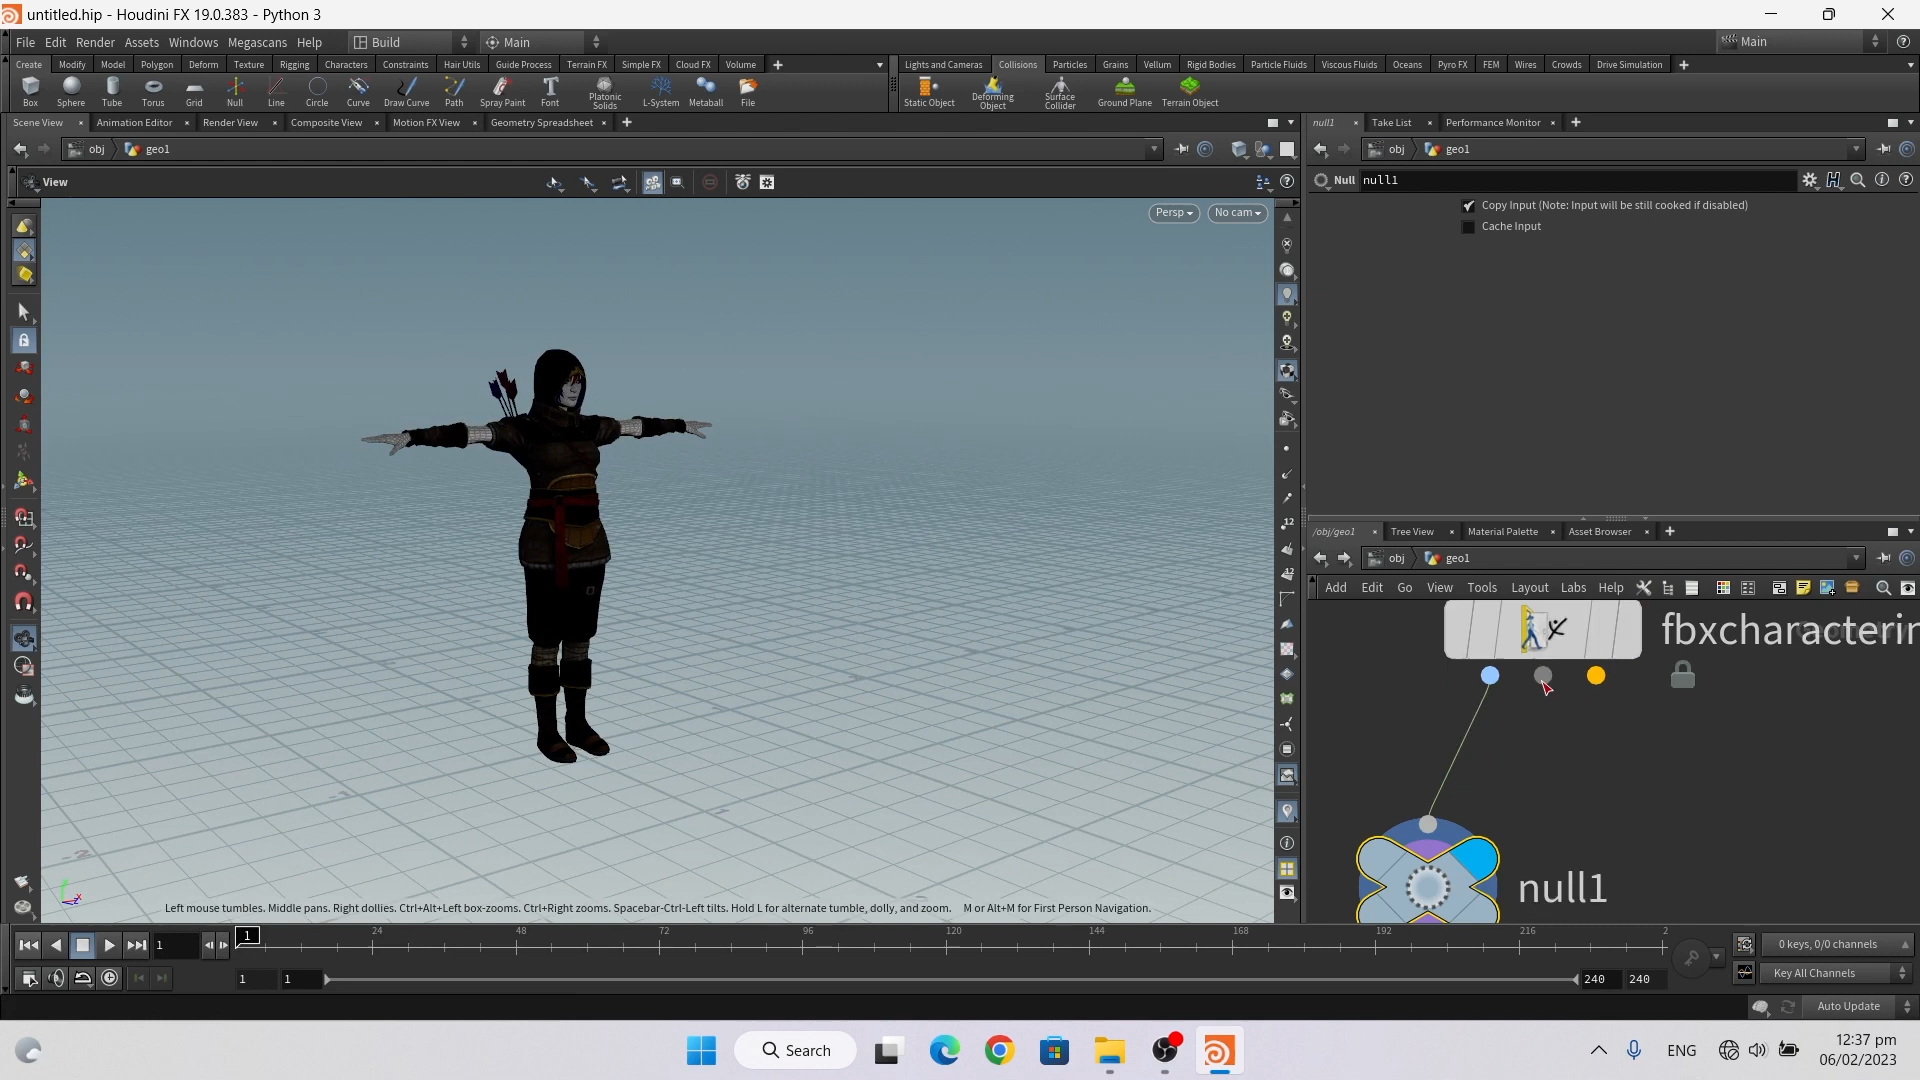 untitled.hip - Houdini FX 19.0.383 - Python 3
File Edit Render Assets Windows Megascans Help Build Main Main
Create Modify Model Polygon Deform Texture Rigging Characters Constraints Hair Utils Guide Process Terrain FX Simple FX Cloud FX Volume
Lights and Cameras Collisions Particles Grains Vellum Rigid Bodies Particle Fluids Viscous Fluids Oceans Pyro FX FEM Wires Crowds Drive Simulation
Box Sphere Tube Torus Grid Null Line Circle Curve Draw Curve Path Spray Paint Font Platonic Solids L-System Metaball File
Static Object Deforming Object Surface Collider Ground Plane Terrain Object
Scene View Animation Editor Render View Composite View Motion FX View Geometry Spreadsheet
null1 Take List Performance Monitor
obj geo1
obj geo1
View
Null null1
Copy Input (Note: Input will be still cooked if disabled)
Cache Input
Persp No cam
12
12
/obj/geo1 Tree View Material Palette Asset Browser
obj geo1
Add Edit Go View Tools Layout Labs Help
fbxcharacterin
null1
Left mouse tumbles. Middle pans. Right dollies. Ctrl+Alt+Left box-zooms. Ctrl+Right zooms. Spacebar-Ctrl-Left tilts. Hold L for alternate tumble, dolly, and zoom. M or Alt+M for First Person Navigation.
1 1 24 48 72 96 120 144 168 192 216 2
0 keys, 0/0 channels
1 1 240 240
Key All Channels
Auto Update
Search
ENG
12:37 pm
06/02/2023